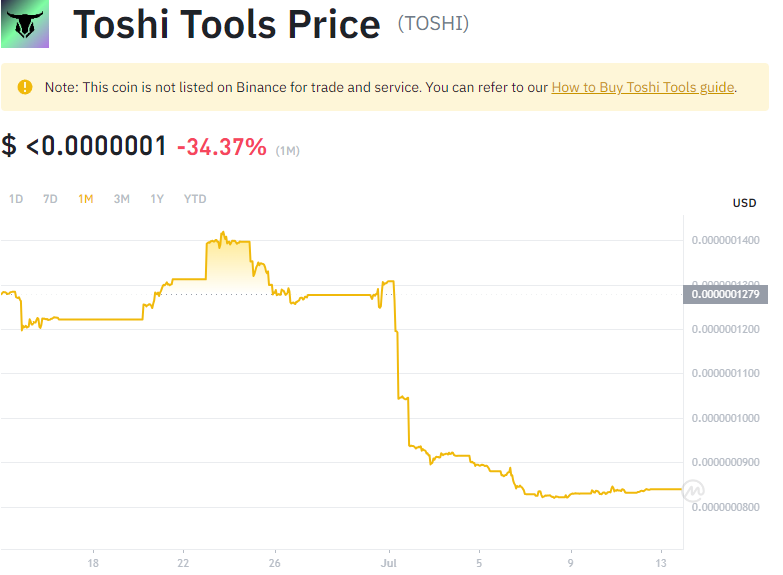 Toshi Tools Price (TOSHI)
Note: This coin is not listed on Binance for trade and service. You can refer to our How to Buy Toshi Tools guide.
$ <0.0000001 -34.37% (1M)
1D 7D 1M 3M 1Y YTD
USD
0.0000001400
0.0000001279
0.0000001200
0.0000001100
0.0000001000
0.0000000900
0.0000000800
18 22 26 Jul 5 9 13